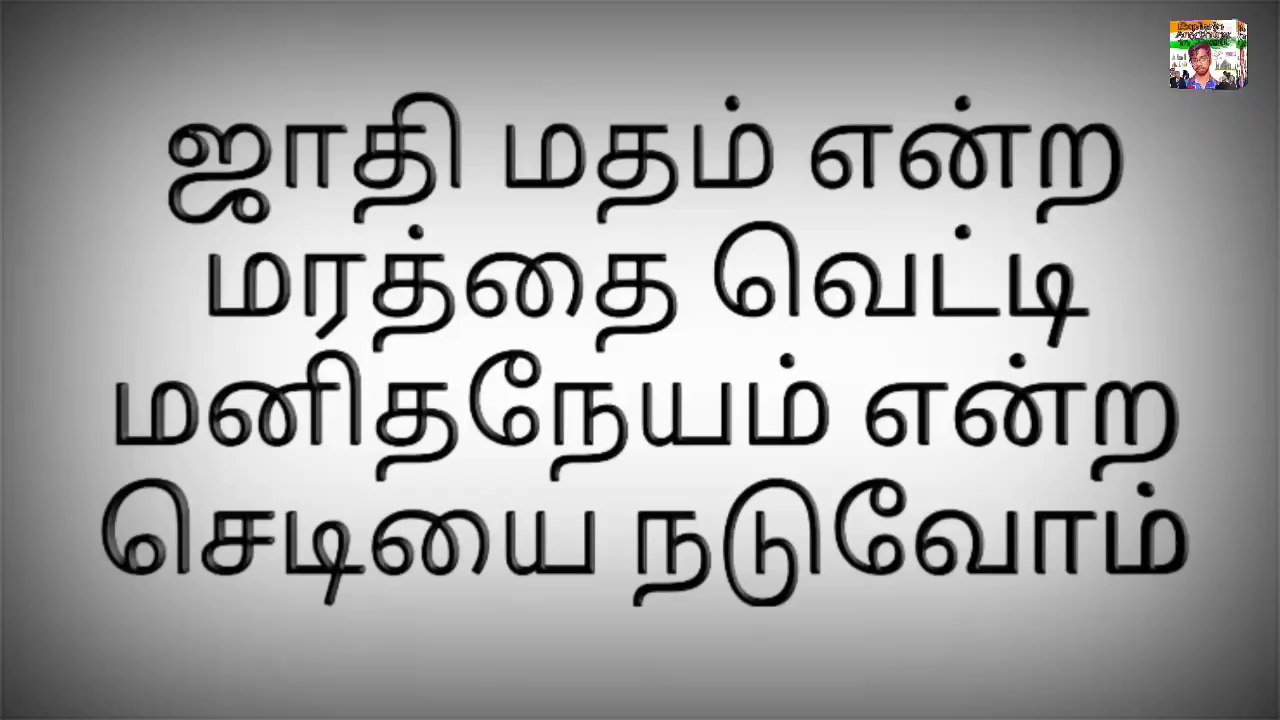 ஜாதி மதம் என்ற
மரத்தை வெட்டி
மனிதநேயம் என்ற
செடியை நடுவோம்